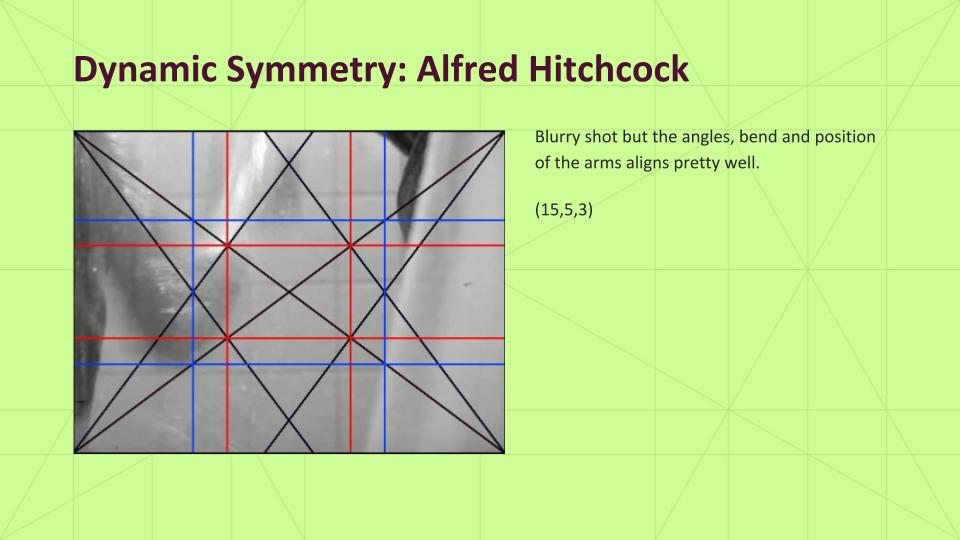 Dynamic Symmetry: Alfred Hitchcock
Blurry shot but the angles, bend and position
of the arms aligns pretty well.
(15,5,3)